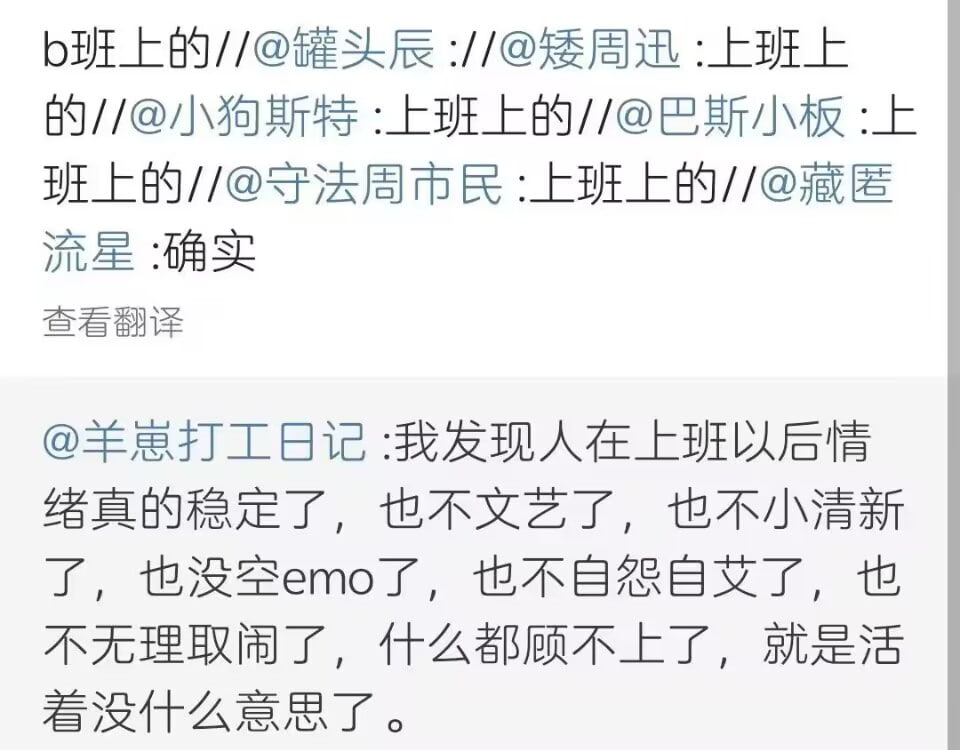 b班上的//@罐头辰 ://@矮周迅 :上班上
的//@小狗斯特 :上班上的//@巴斯小板 :上
班上的//@守法周市民 :上班上的//@藏匿
流星 :确实
查看翻译
@羊崽打工日记 :我发现人在上班以后情
绪真的稳定了，也不文艺了，也不小清新
了，也没空emo了，也不自怨自艾了，也
不无理取闹了，什么都顾不上了，就是活
着没什么意思了。